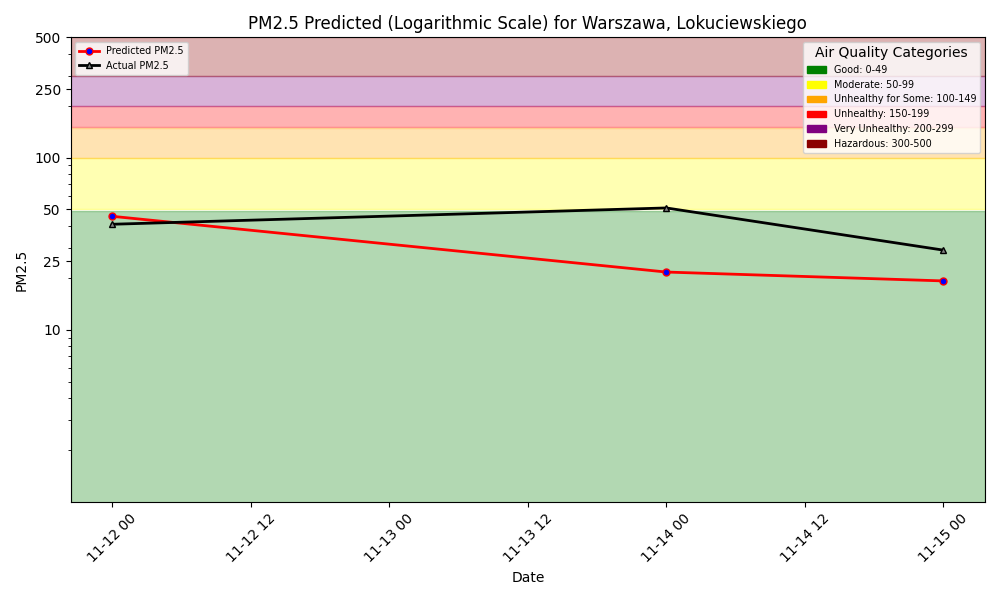 PM2.5 Predicted (Logarithmic Scale) for Warszawa, Lokuciewskiego
Predicted PM2.5
Actual PM2.5
Air Quality Categories
Good: 0-49
Moderate: 50-99
Unhealthy for Some: 100-149
Unhealthy: 150-199
Very Unhealthy: 200-299
Hazardous: 300-500
500
250
100
50
25
10
PM2.5
11-12 00
11-12 12
11-13 00
11-13 12
11-14 00
11-14 12
11-15 00
Date